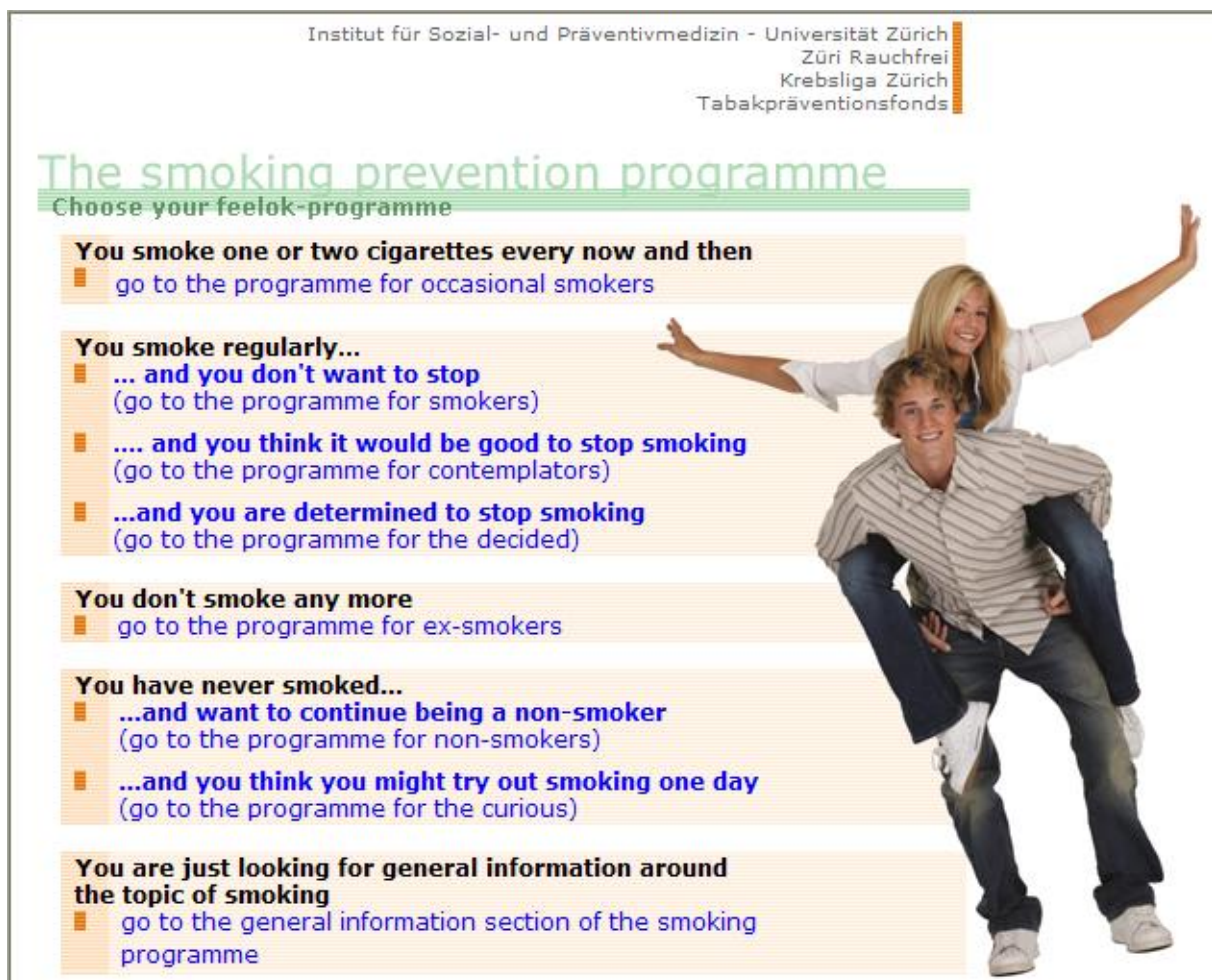 Institut für Sozial- und Präventivmedizin - Universität Zürich
Züri Rauchfrei
Krebsliga Zürich
Tabakpräventionsfonds
The smoking prevention programme
Choose your feelok-programme
You smoke one or two cigarettes every now and then
go to the programme for occasional smokers
You smoke regularly...
... and you don't want to stop
(go to the programme for smokers)
.... and you think it would be good to stop smoking
(go to the programme for contemplators)
...and you are determined to stop smoking
(go to the programme for the decided)
You don't smoke any more
go to the programme for ex-smokers
You have never smoked...
...and want to continue being a non-smoker
(go to the programme for non-smokers)
...and you think you might try out smoking one day
(go to the programme for the curious)
You are just looking for general information around
the topic of smoking
go to the general information section of the smoking
programme